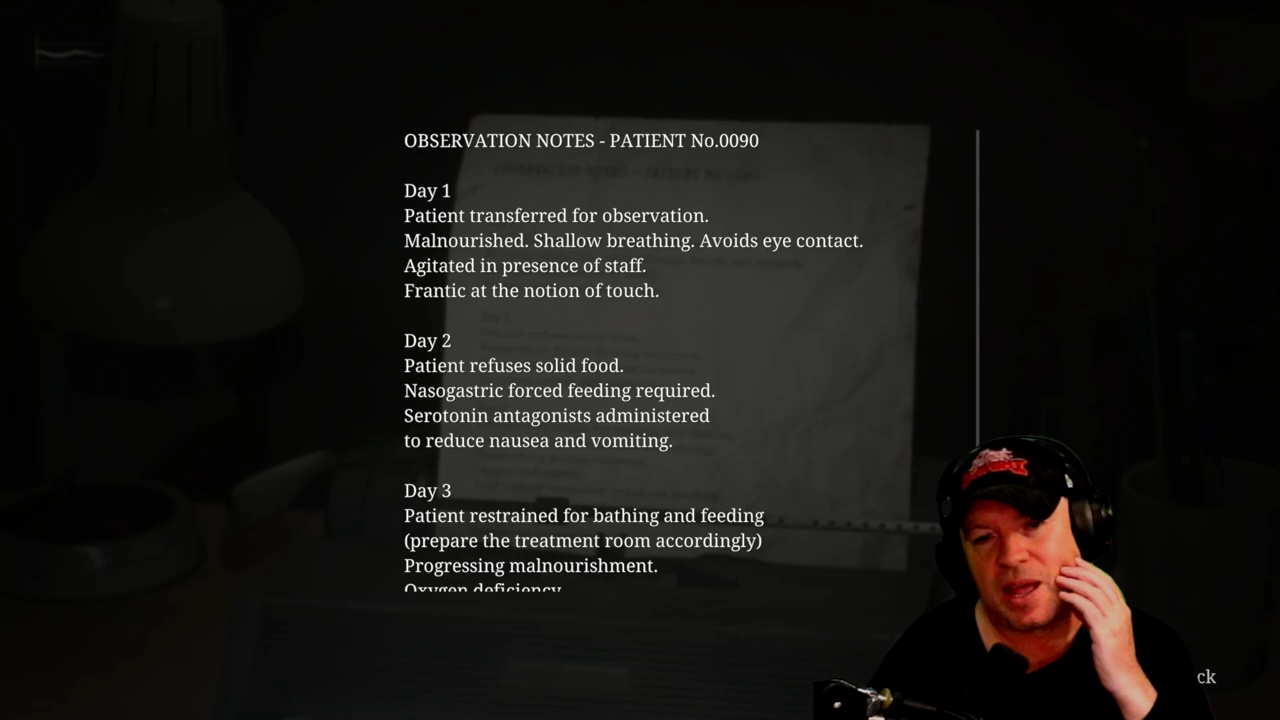 OBSERVATION NOTES - PATIENT No.0090
Day 1
Patient transferred for observation.
Malnourished. Shallow breathing. Avoids eye contact.
Agitated in presence of staff.
Frantic at the notion of touch.
Day 2
Patient refuses solid food.
Nasogastric forced feeding required.
Serotonin antagonists administered
to reduce nausea and vomiting.
Day 3
Patient restrained for bathing and feeding
(prepare the treatment room accordingly)
Progressing malnourishment.
Oxygen deficiency
ck